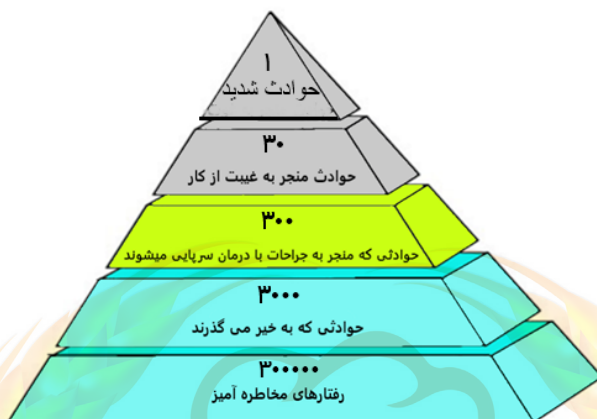 ۱
حوادث شدید
۳۰
حوادث منجر به غیبت از کار
۳۰۰
حوادثی که منجر به جراحات با درمان سرپایی میشوند
۳۰۰۰
حوادثی که به خیر می گذرند
۳۰۰۰۰۰
رفتارهای مخاطره آمیز